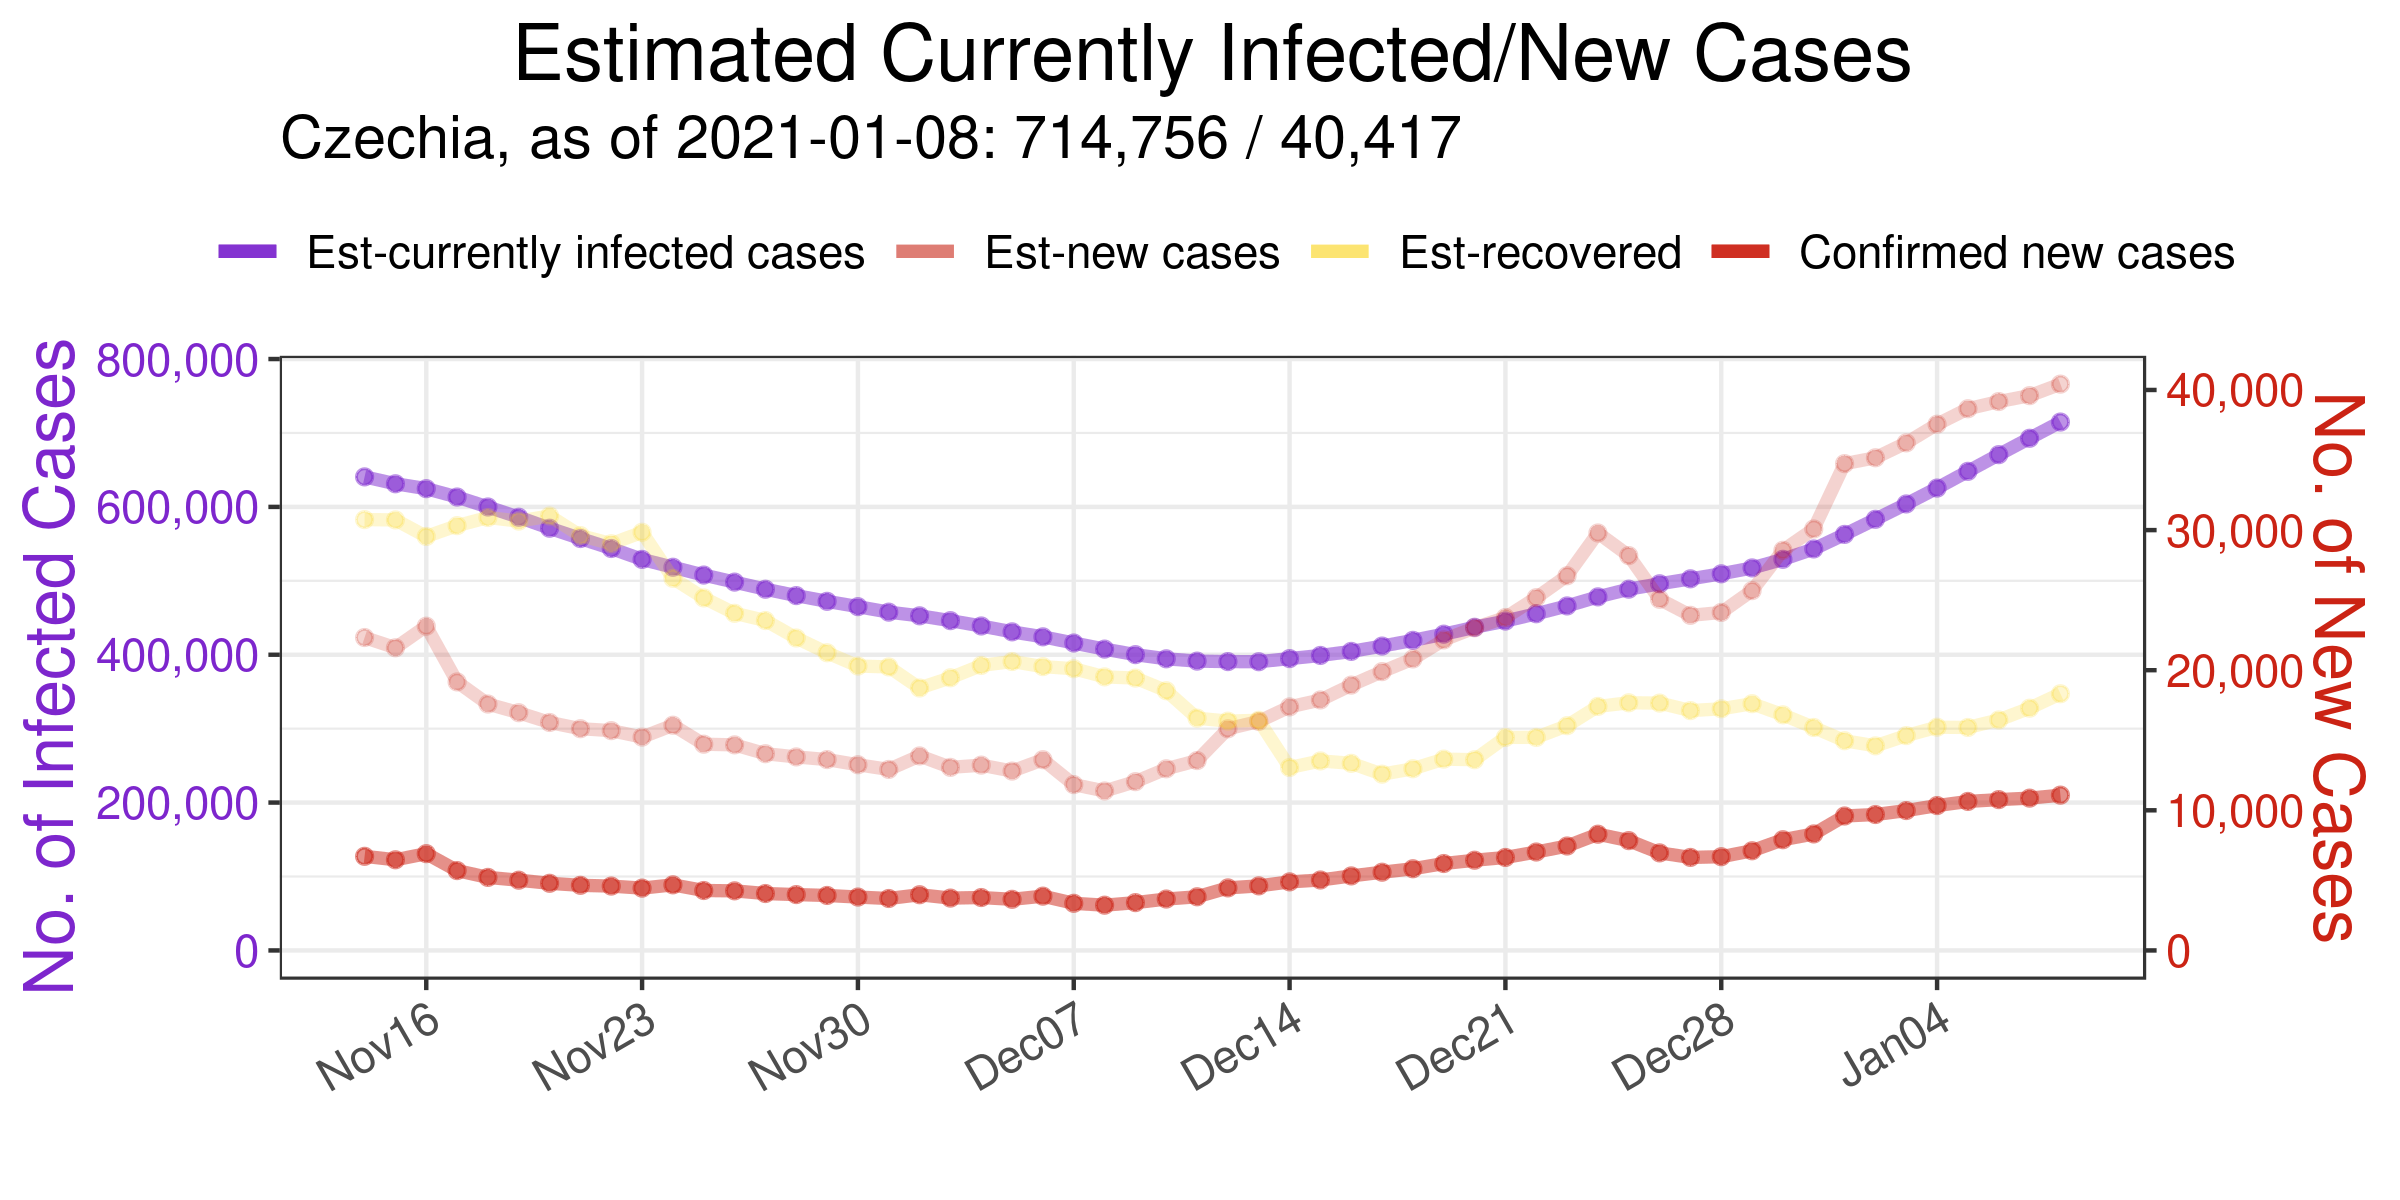 Estimated Currently Infected/New Cases
Czechia, as of 2021-01-08: 714,756 / 40,417
Est-currently infected cases Est-new cases Est-recovered Confirmed new cases
No. of Infected Cases
800,000
600,000
400,000
200,000
0
40,000
30,000
20,000
10,000
0
No. of New Cases
Nov16 Nov23 Nov30 Dec07 Dec14 Dec21 Dec28 Jan04